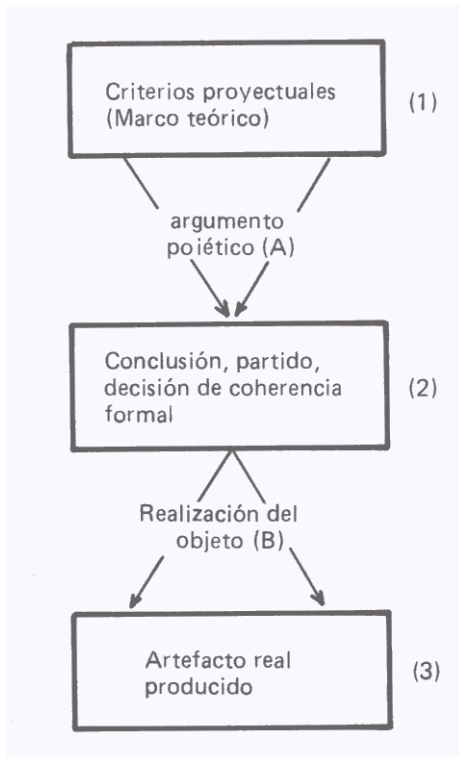 Criterios proyectuales
(Marco teórico)
(1)
argumento
poiético (A)
Conclusión, partido,
decisión de coherencia
formal
(2)
Realización del
objeto (B)
Artefacto real
producido
(3)